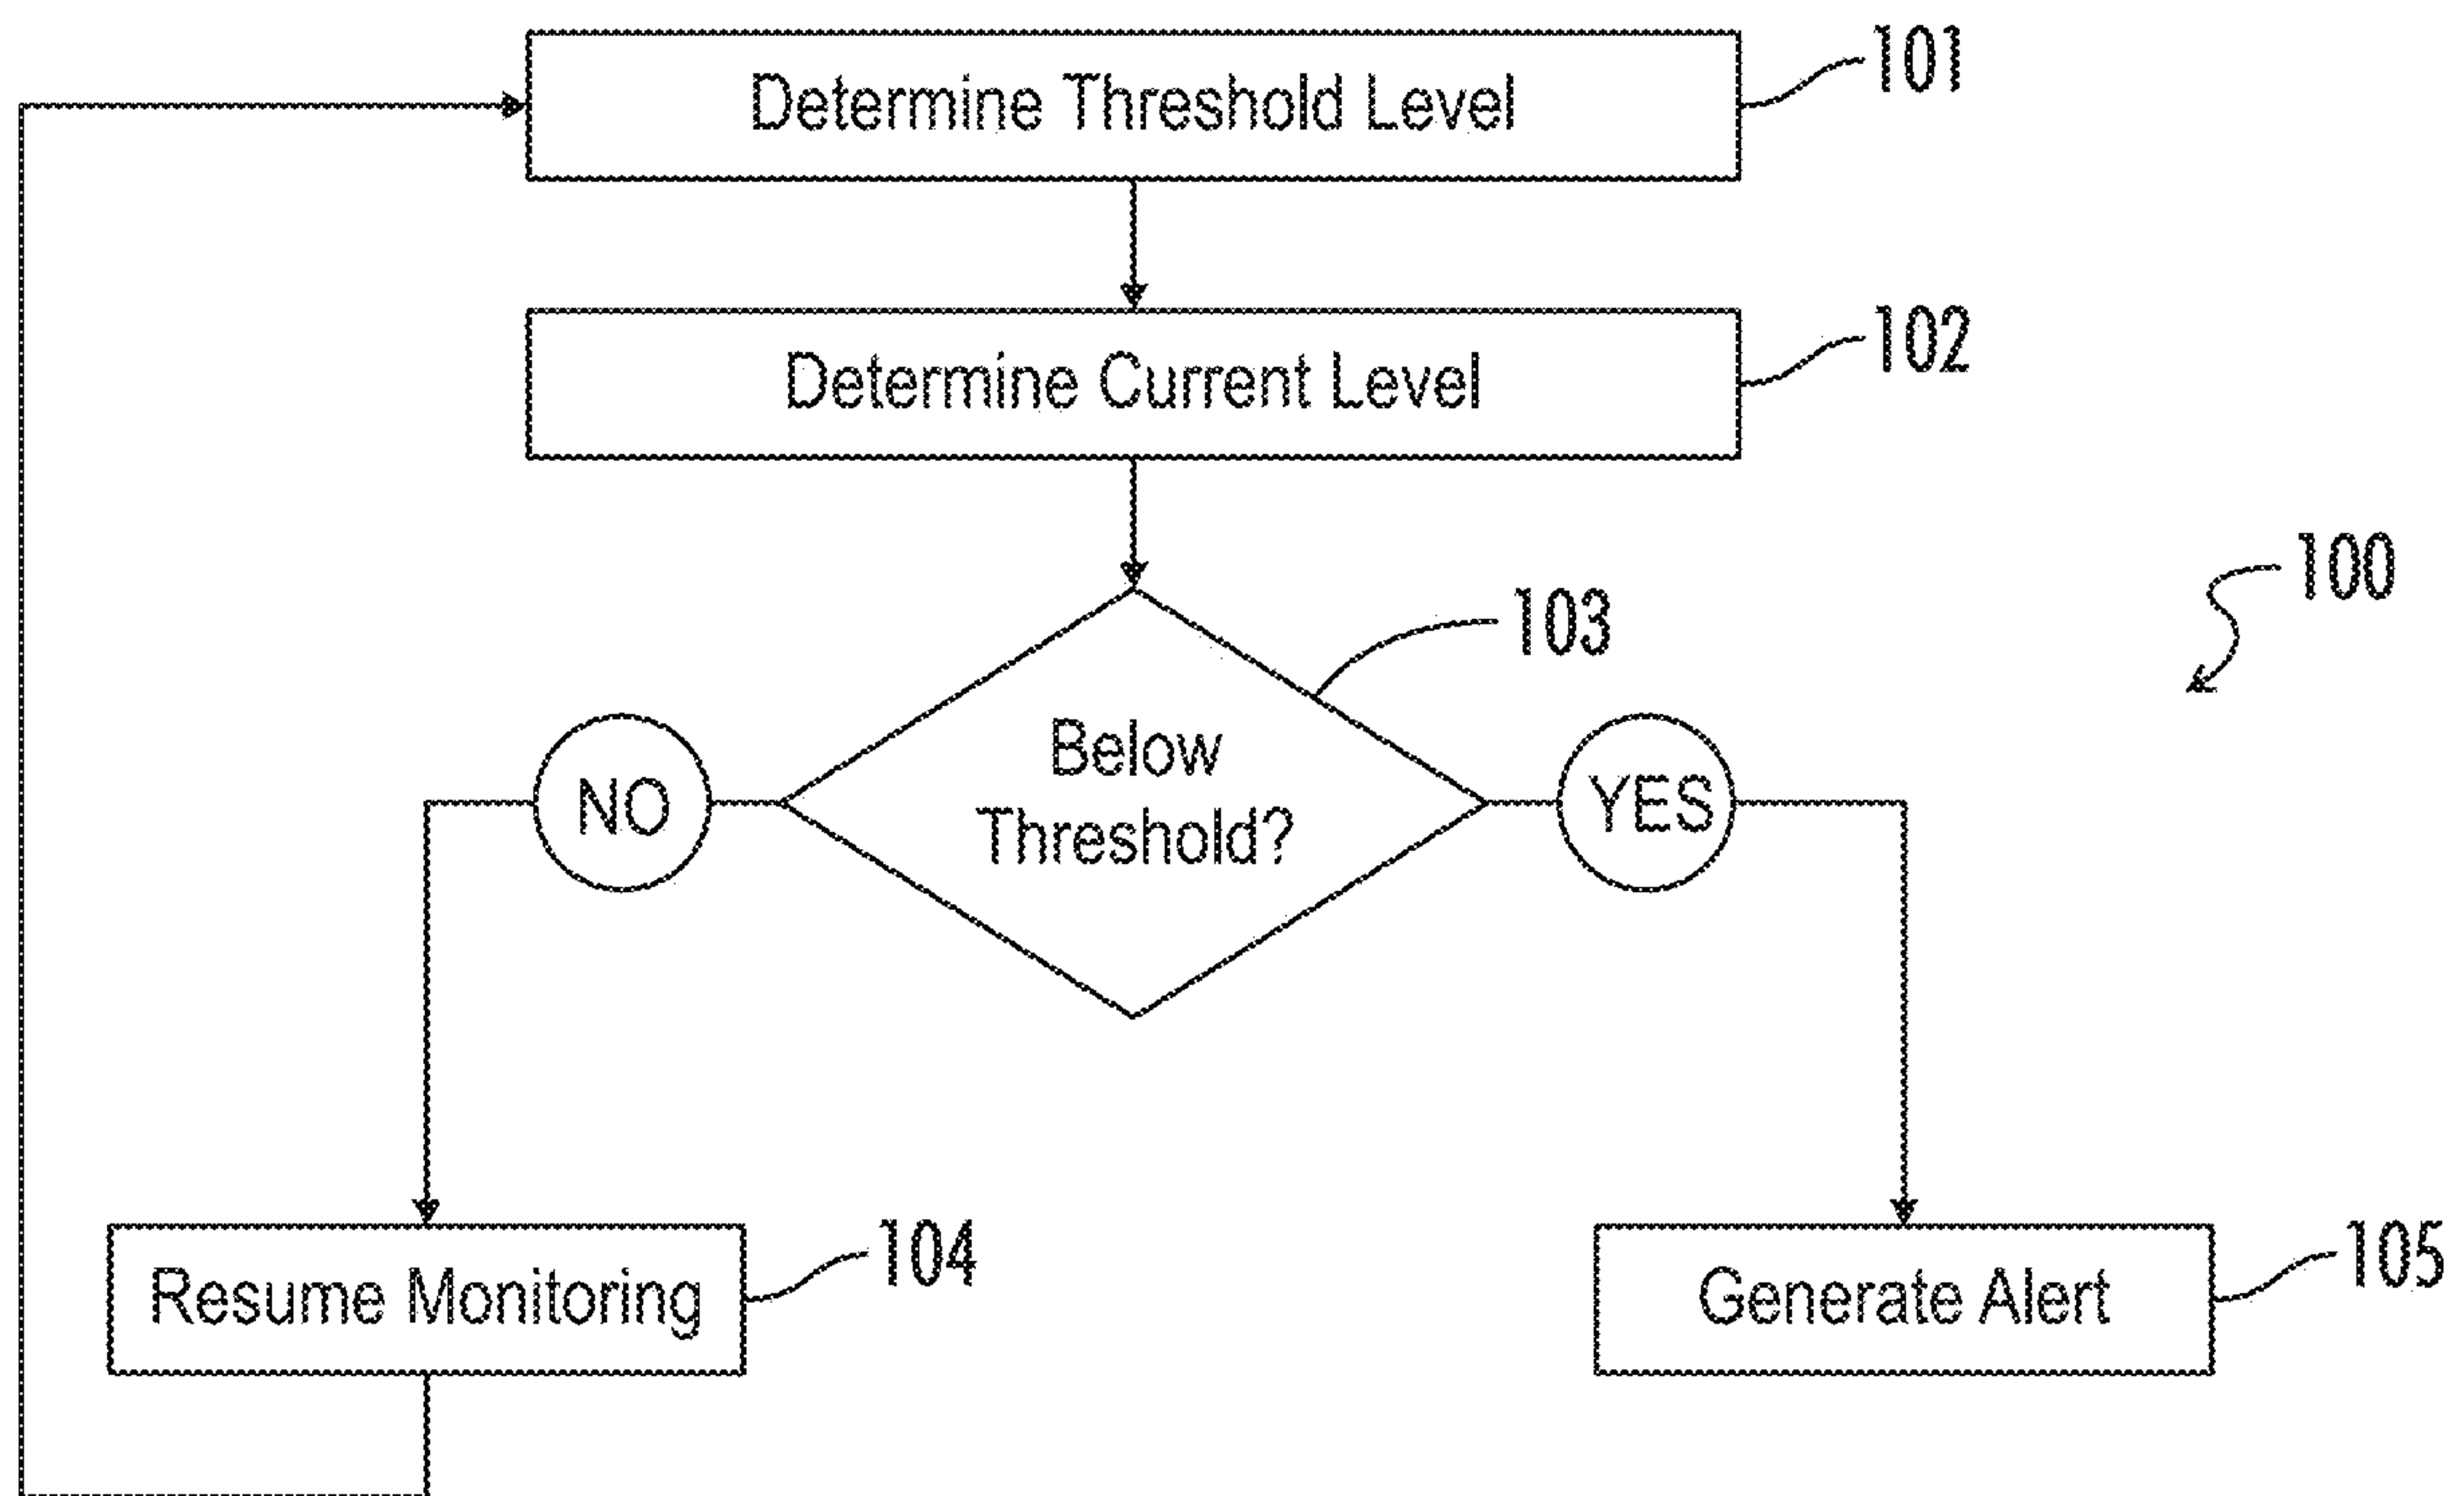 Determine Threshold Level
101
Determine Current Level
102
100
103
Below
Threshold?
NO
YES
Resume Monitoring
104
Generate Alert
105